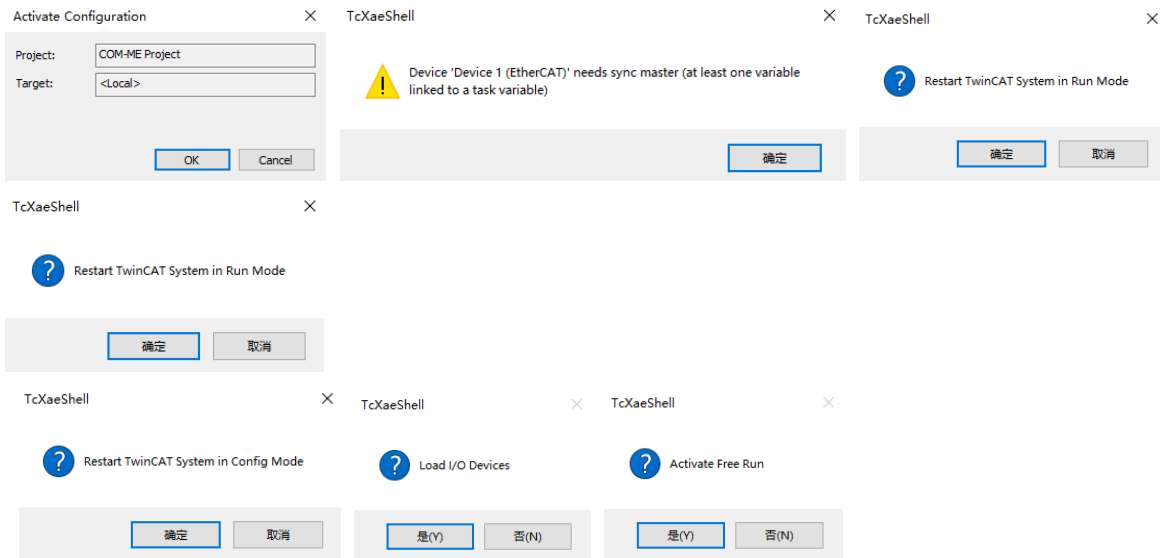 Activate Configuration
Project:
COM-ME Project
Target:
<Local>
OK
Cancel
TcXaeShell
Device 'Device 1 (EtherCAT)' needs sync master (at least one variable
linked to a task variable)
确定
TcXaeShell
Restart TwinCAT System in Run Mode
确定
取消
TcXaeShell
Restart TwinCAT System in Run Mode
确定
取消
TcXaeShell
Restart TwinCAT System in Config Mode
确定
取消
TcXaeShell
Load I/O Devices
是(Y)
否(N)
TcXaeShell
Activate Free Run
是(Y)
否(N)